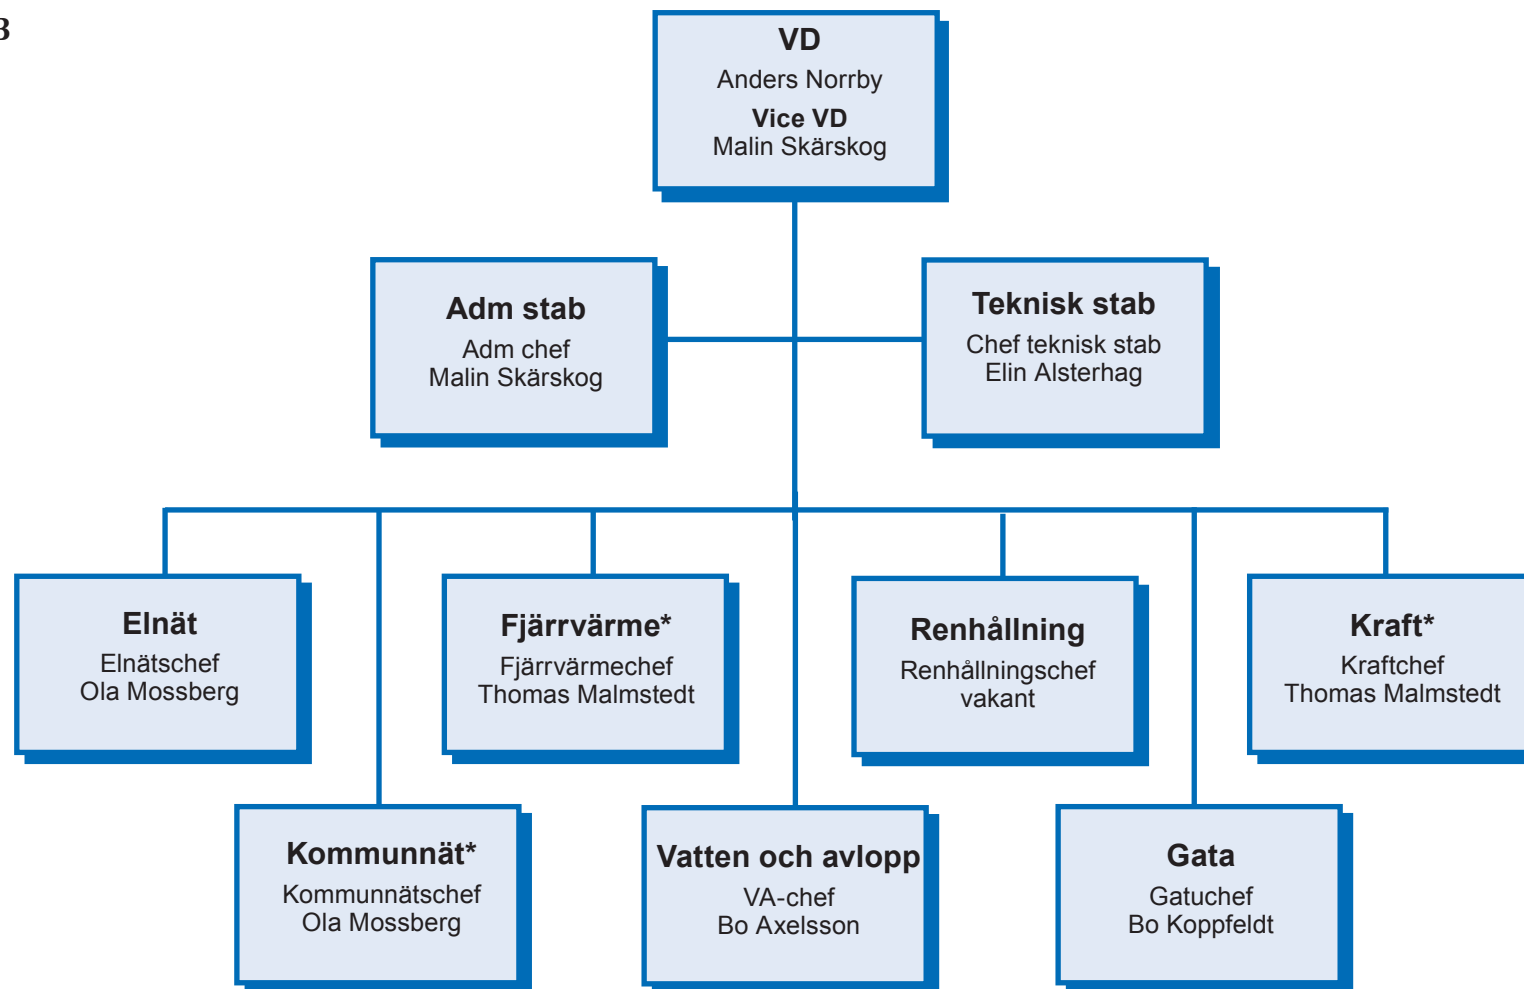 B
VD
Anders Norrby
Vice VD
Malin Skärskog
Adm stab
Adm chef
Malin Skärskog
Teknisk stab
Chef teknisk stab
Elin Alsterhag
Elnät
Elnätschef
Ola Mossberg
Fjärrvärme*
Fjärrvärmechef
Thomas Malmstedt
Renhållning
Renhållningschef
vakant
Kraft*
Kraftchef
Thomas Malmstedt
Kommunnät*
Kommunnätschef
Ola Mossberg
Vatten och avlopp
VA-chef
Bo Axelsson
Gata
Gatuchef
Bo Koppfeldt